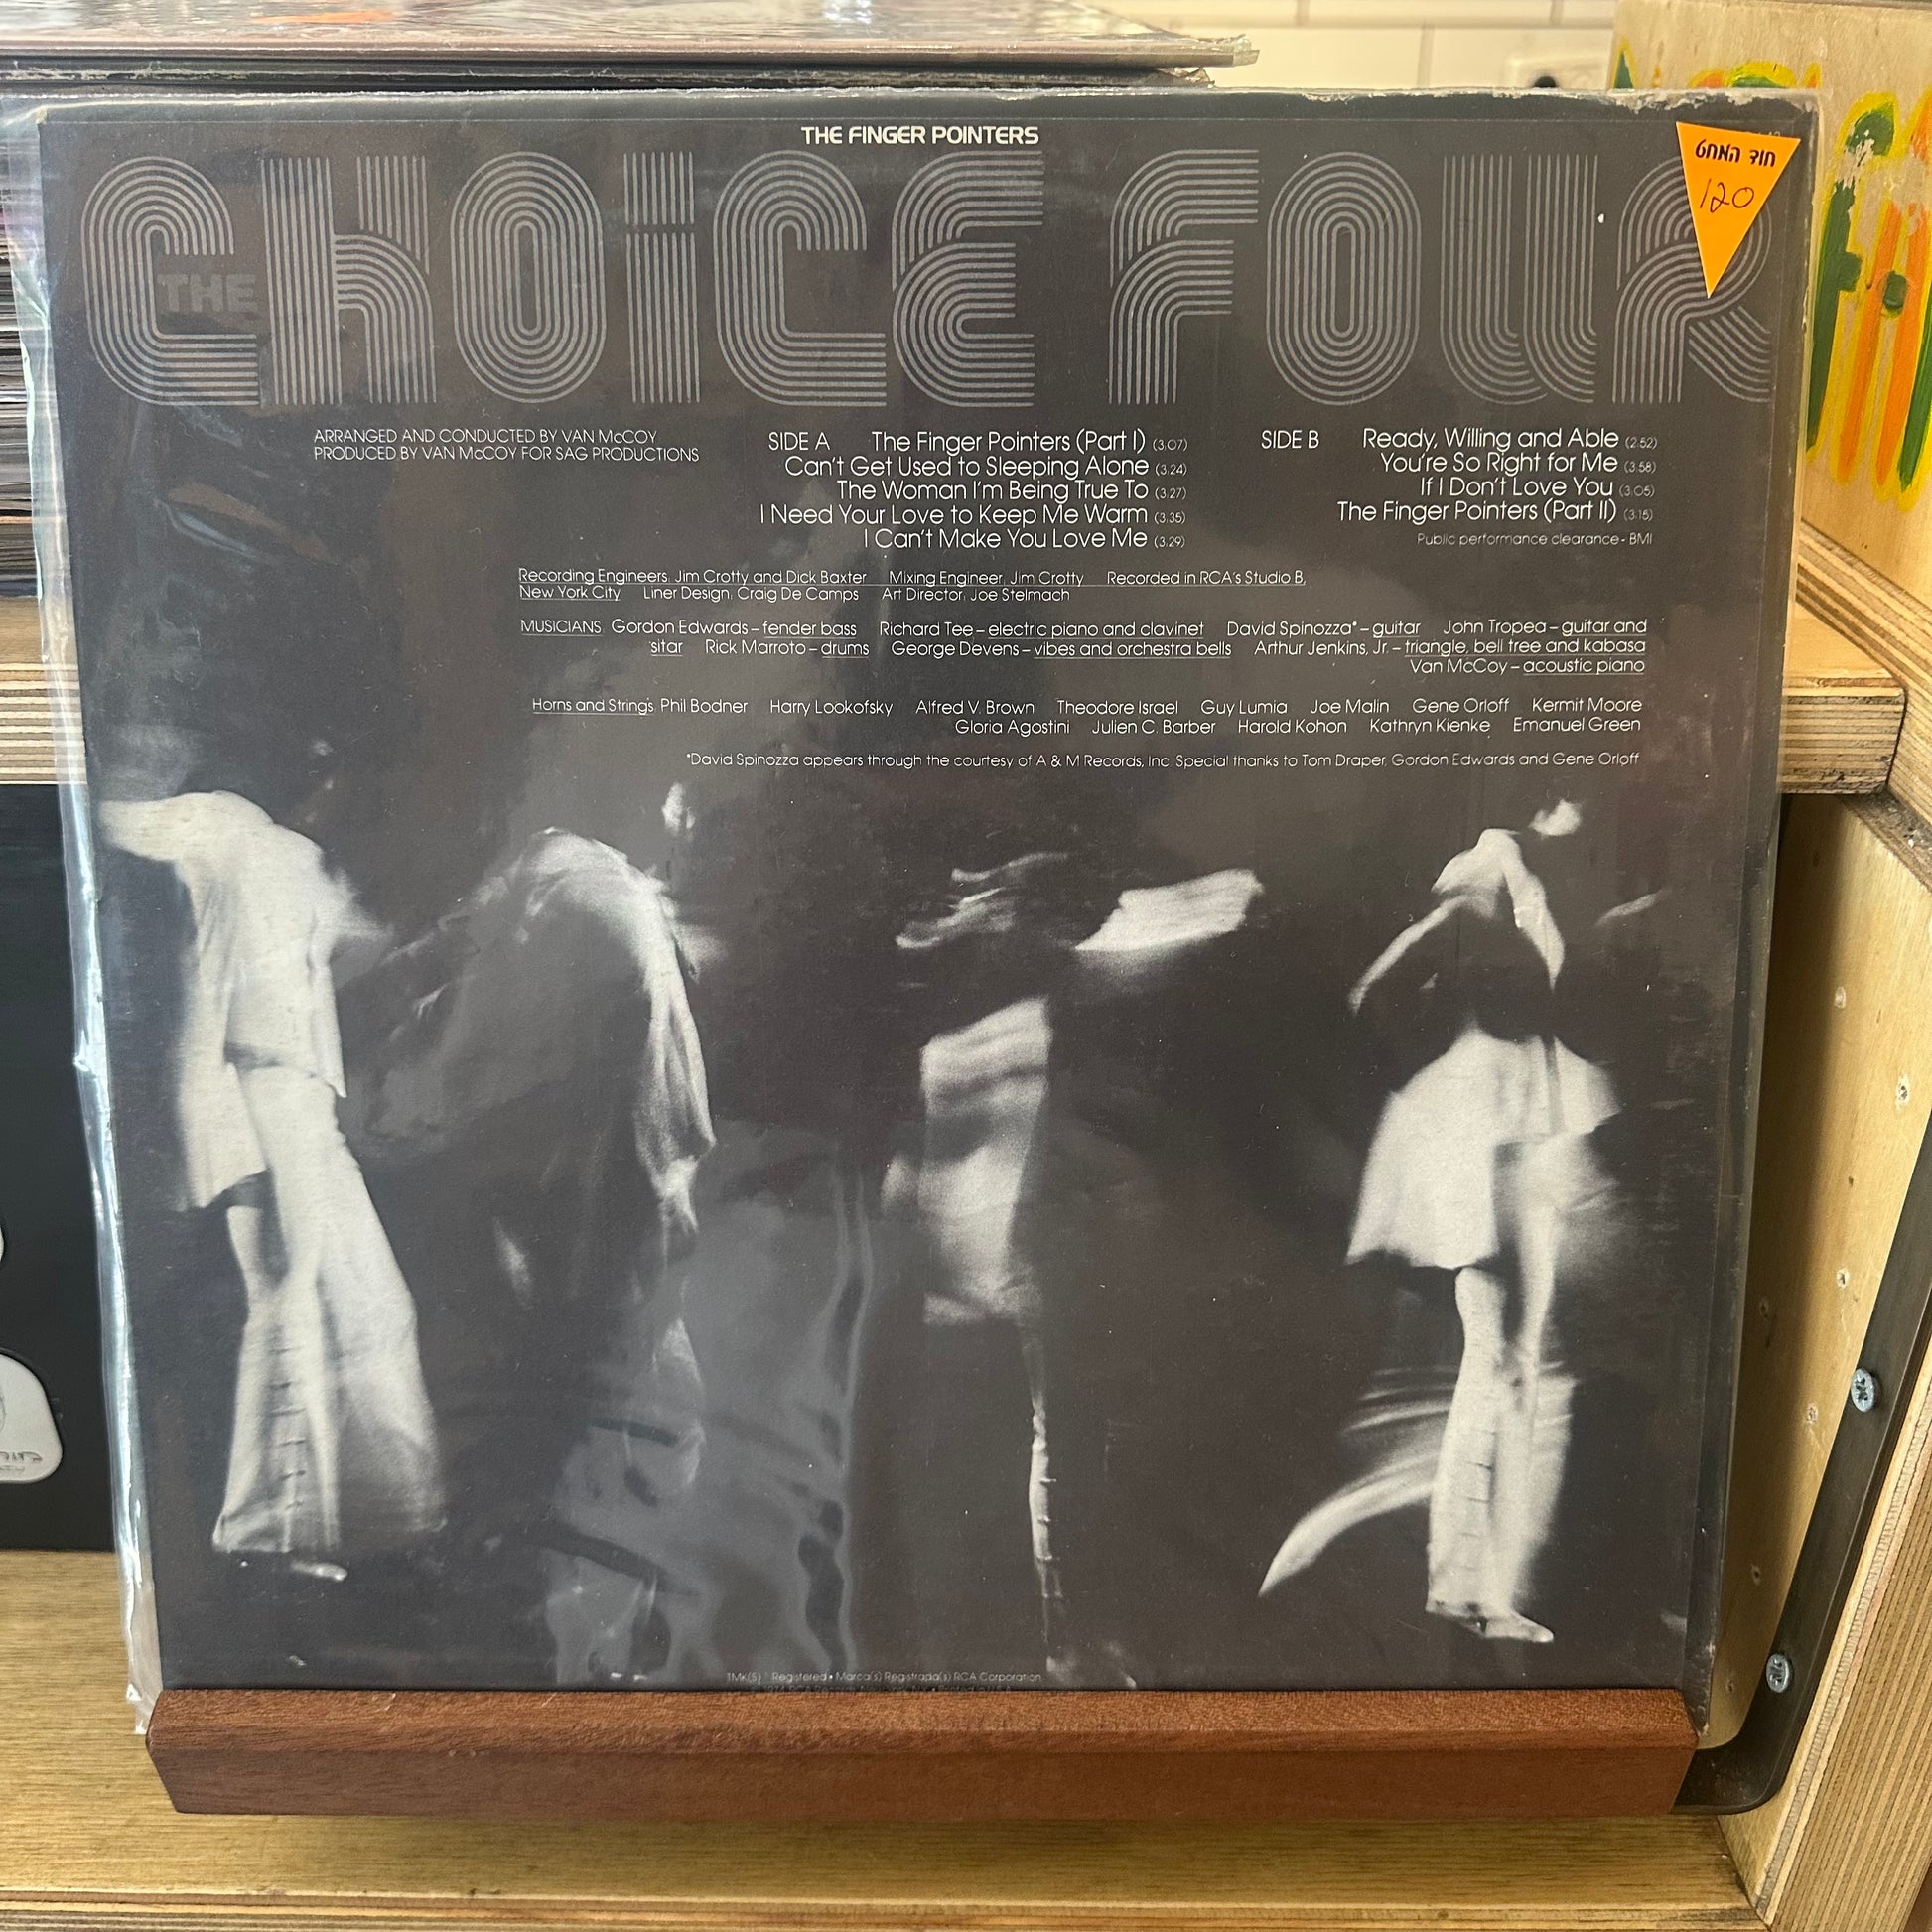 THE FINGER POINTERS
THE CHOICE FOUR
חוד המחט
120
ARRANGED AND CONDUCTED BY VAN McCOY
PRODUCED BY VAN McCOY FOR SAG PRODUCTIONS
SIDE A The Finger Pointers (Part I) (3:07)
Can't Get Used to Sleeping Alone (3:24)
The Woman I'm Being True To (3:27)
I Need Your Love to Keep Me Warm (3:35)
I Can't Make You Love Me (3:29)
SIDE B Ready, Willing and Able (2:52)
You're So Right for Me (3:58)
If I Don't Love You (3:05)
The Finger Pointers (Part II) (3:15)
Public performance clearance - BMI
Recording Engineers: Jim Crotty and Dick Baxter Mixing Engineer: Jim Crotty Recorded in RCA's Studio B,
New York City Liner Design: Craig De Camps Art Director: Joe Stelmach
MUSICIANS: Gordon Edwards – fender bass Richard Tee – electric piano and clavinet David Spinozza* – guitar John Tropea – guitar and
sitar Rick Marroto – drums George Devens – vibes and orchestra bells Arthur Jenkins, Jr. – triangle, bell tree and kabasa
Van McCoy – acoustic piano
Horns and Strings: Phil Bodner Harry Lookofsky Alfred V. Brown Theodore Israel Guy Lumia Joe Malin Gene Orloff Kermit Moore
Gloria Agostini Julien C. Barber Harold Kohon Kathryn Kienke Emanuel Green
*David Spinozza appears through the courtesy of A & M Records, Inc. Special thanks to Tom Draper, Gordon Edwards and Gene Orloff
TMK(S) ® Registered • Marca(s) Registrada(s) RCA Corporation